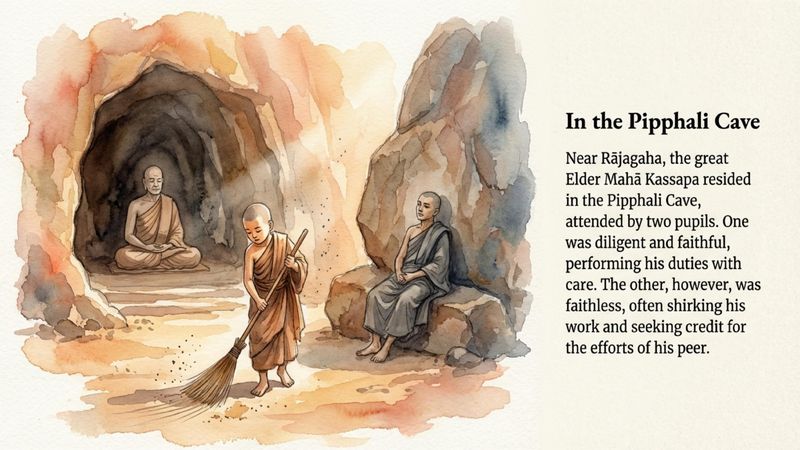 In the Pipphali Cave
Near Rājagaha, the great
Elder Mahā Kassapa resided
in the Pipphali Cave,
attended by two pupils. One
was diligent and faithful,
performing his duties with
care. The other, however, was
faithless, often shirking his
work and seeking credit for
the efforts of his peer.